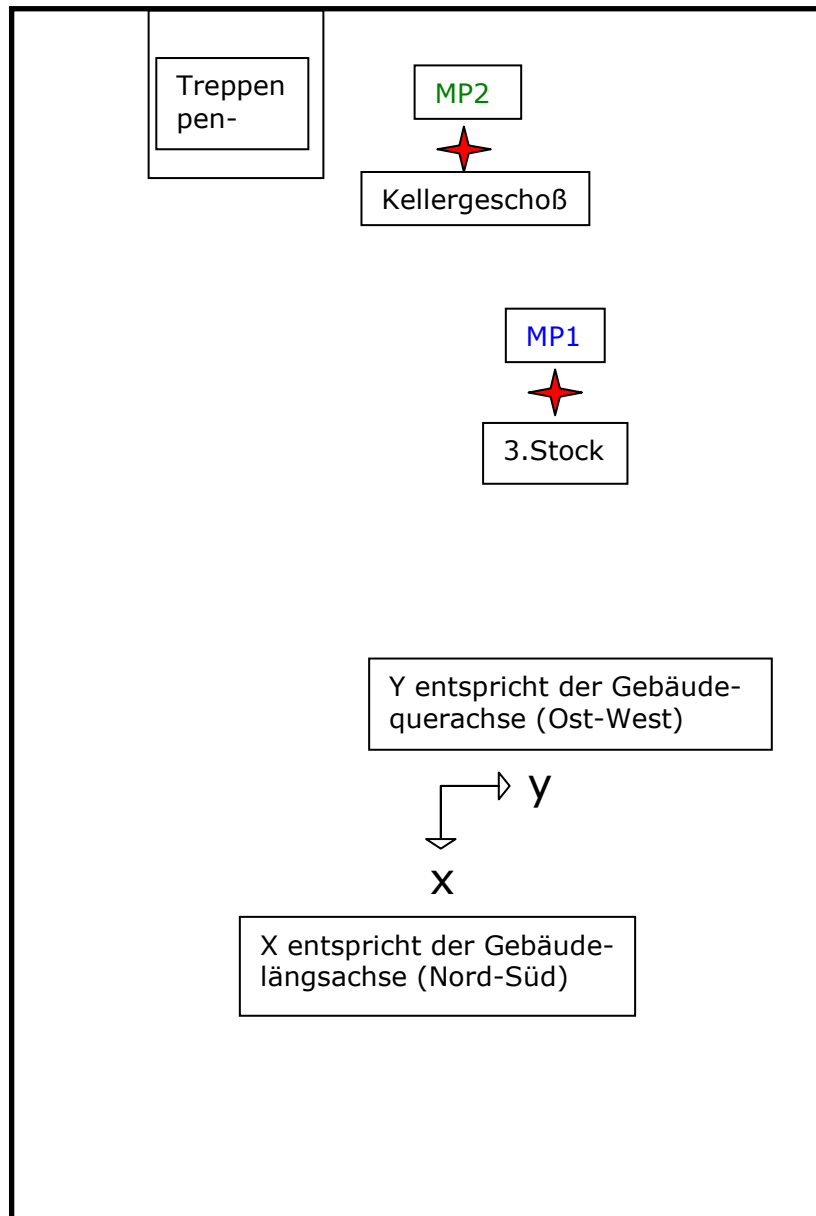 Treppen
pen-
MP2
Kellergeschoß
MP1
3.Stock
Y entspricht der Gebäude-
querachse (Ost-West)
y
x
X entspricht der Gebäude-
längsachse (Nord-Süd)